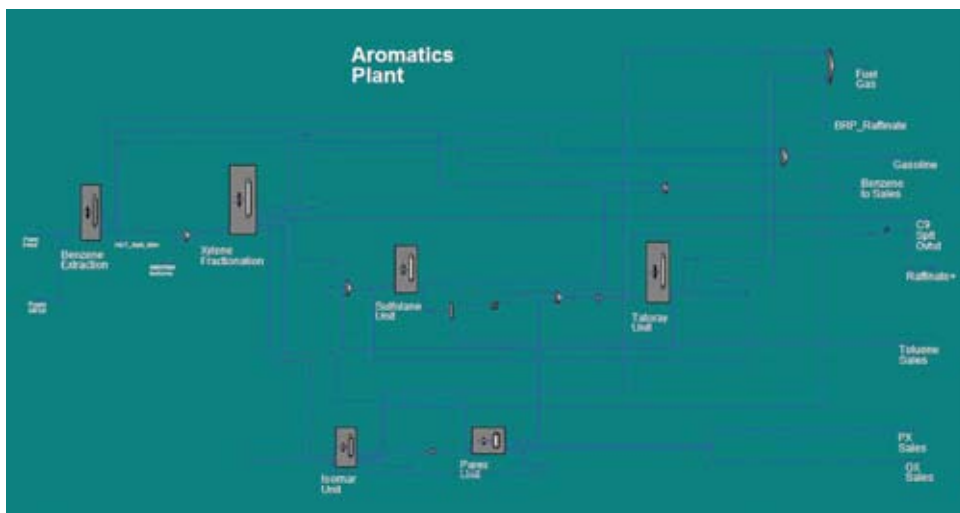 Aromatics
Plant
Fuel
Gas
BRP_Raffinate
Gasoline
Benzene
to Sales
C9
Split
Ovhd
Raffinate+
Benzene
Extraction
Xylene
Fractionation
Sulfolane
Unit
Tatoray
Unit
Toluene
Sales
Isomar
Unit
Parex
Unit
PX
Sales
OX
Sales